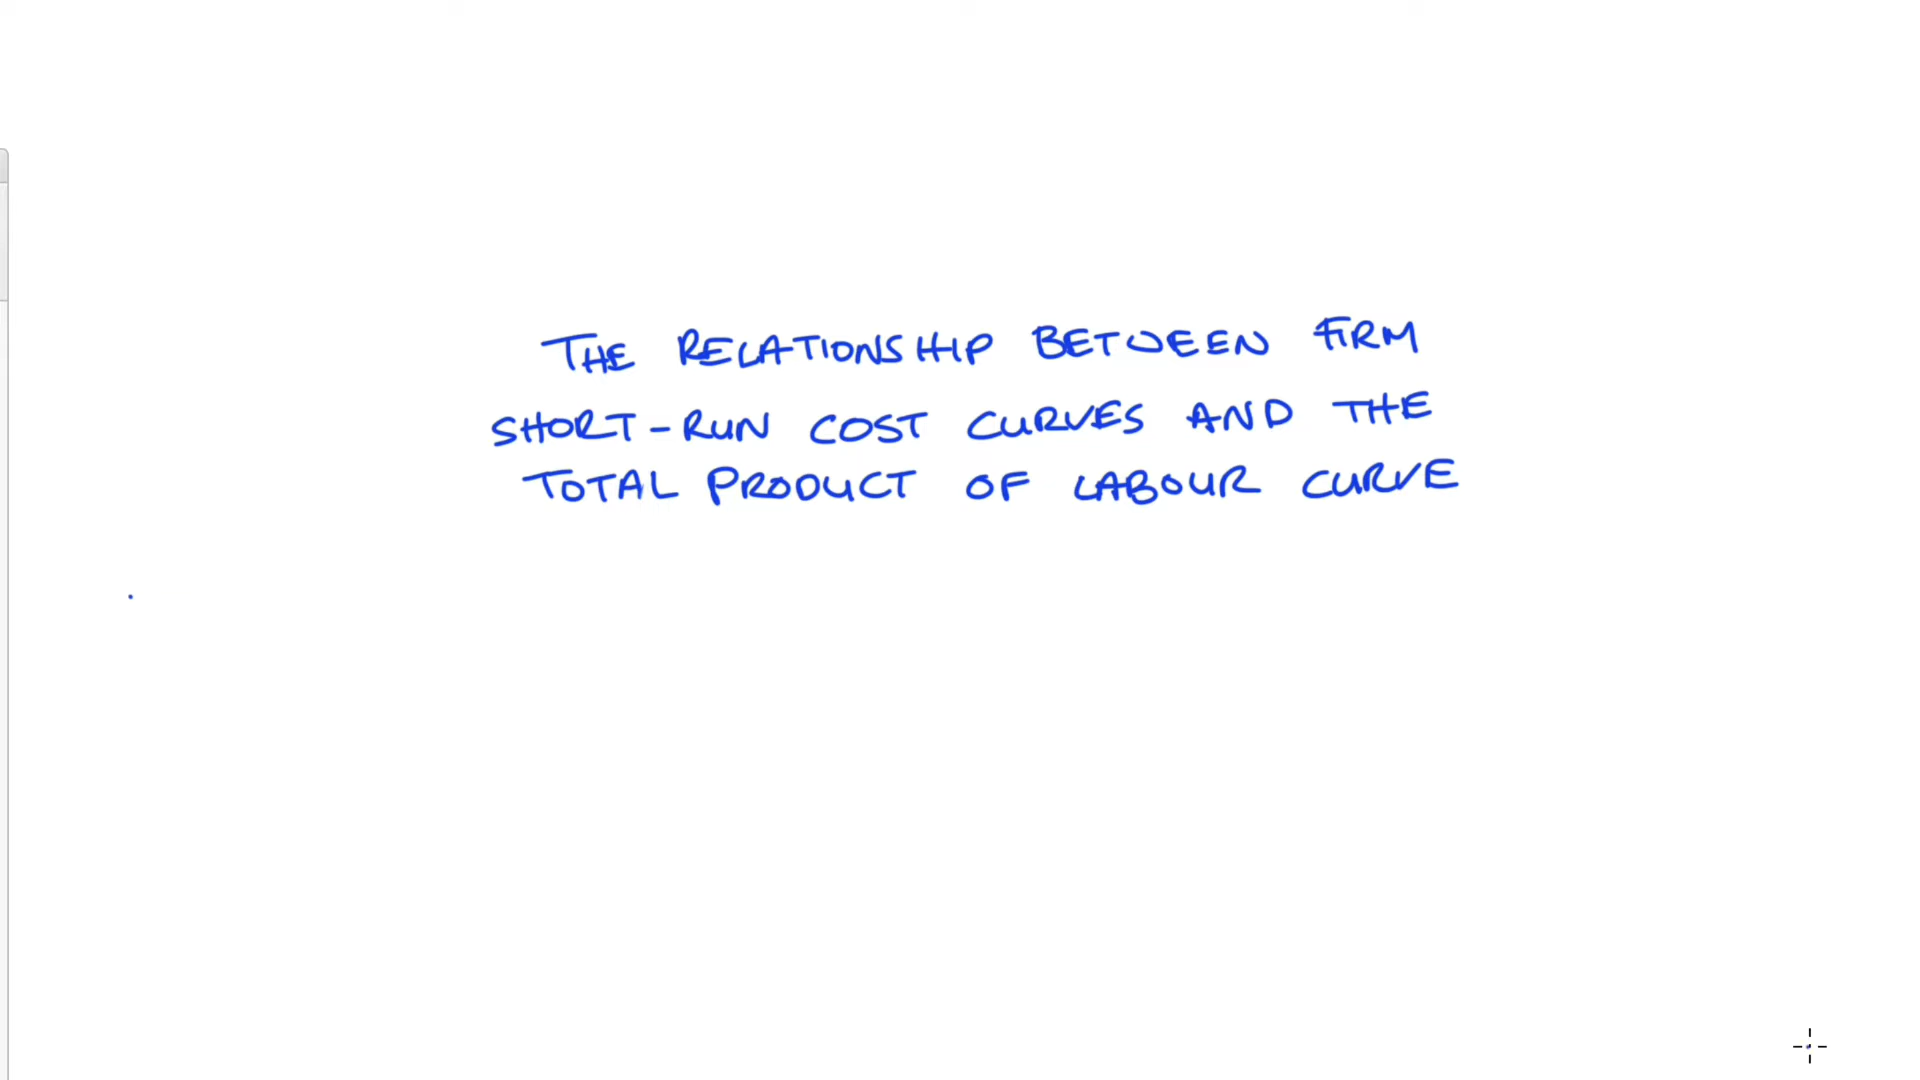 THE RELATIONSHIP BETWEEN FIRM
SHORT-RUN COST CURVES AND THE
TOTAL PRODUCT OF LABOUR CURVE